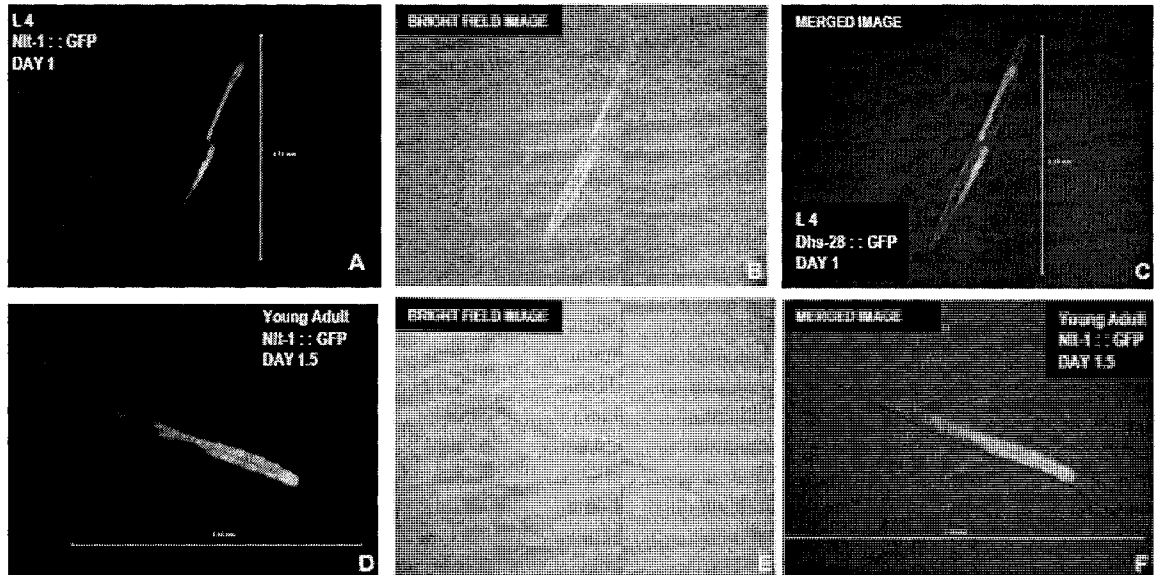 L 4
Nlt-1 : : GFP
DAY 1
A
BRIGHT FIELD IMAGE
B
MERGED IMAGE
L 4
Dhs-28 : : GFP
DAY 1
C
Young Adult
Nlt-1 : : GFP
DAY 1.5
D
BRIGHT FIELD IMAGE
E
MERGED IMAGE
Young Adult
Nlt-1 : : GFP
DAY 1.5
F